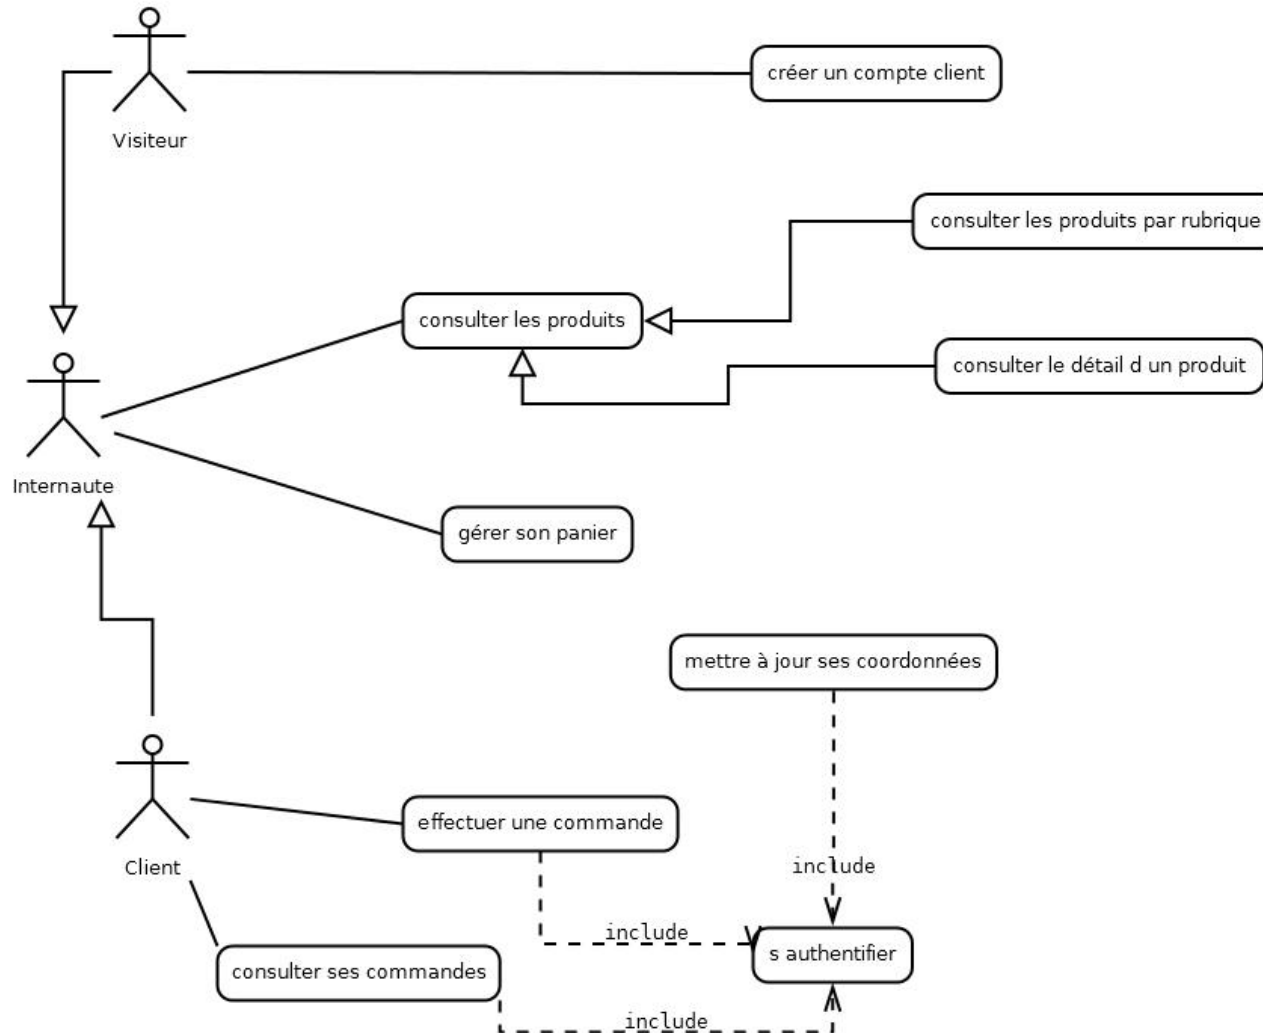 créer un compte client
Visiteur
consulter les produits par rubrique
consulter les produits
consulter le détail d un produit
Internaute
gérer son panier
mettre à jour ses coordonnées
effectuer une commande
Client
include
include
s authentifier
consulter ses commandes
include